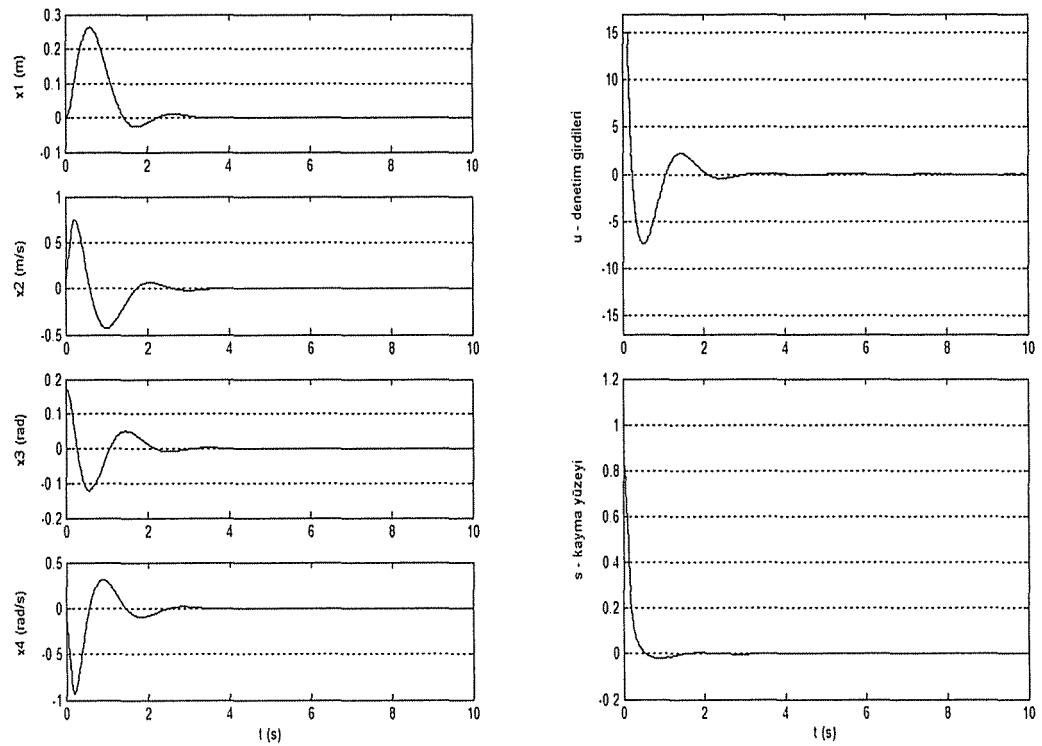 0.3
0.2
0.1
0
-0 1
0 2 4 6 8 10
x1 (m)
1
0 5
0
-0.5
0 2 4 6 8 10
x2 (m/s)
0.2
0.1
0
-0 1
-0.2
0 2 4 6 8 10
x3 (rad)
0.5
0
-0 5
-1
0 2 4 6 8 10
x4 (rad/s)
t (s)
15
10
5
0
-5
-10
-15
0 2 4 6 8 10
u - denetim girdileri
1.2
1
0.8
0.6
0 4
0.2
0
-0 2
0 2 4 6 8 10
s - kayma yüzeyi
t (s)